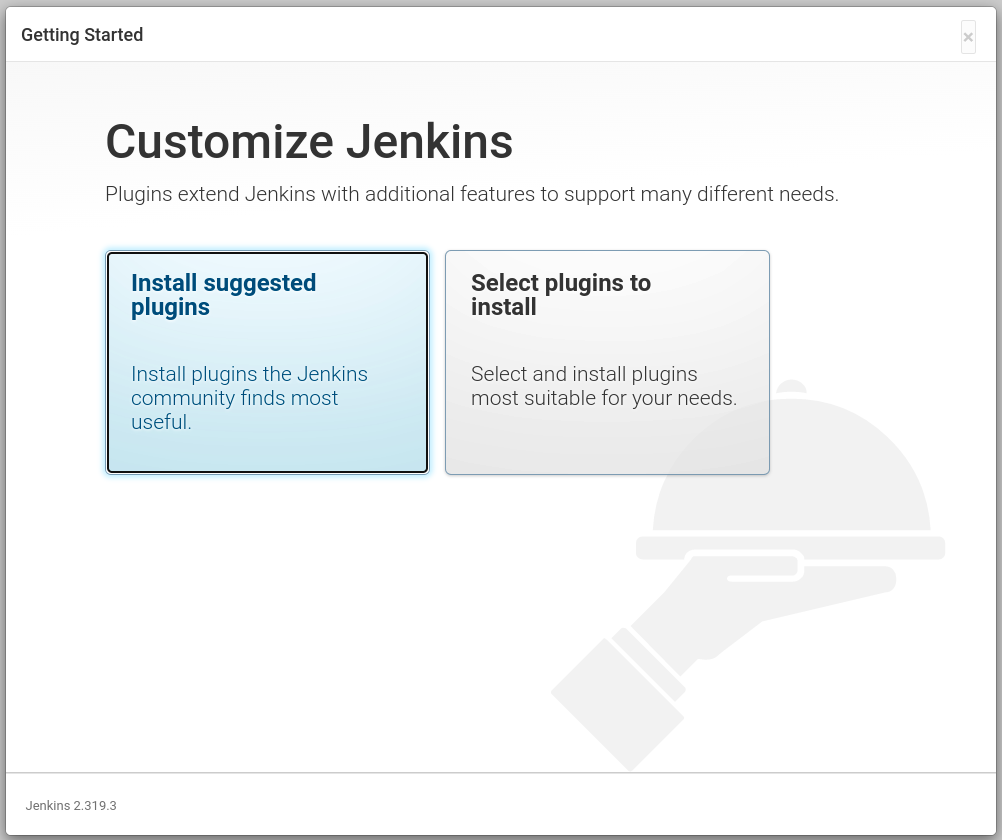 Getting Started
×
Customize Jenkins
Plugins extend Jenkins with additional features to support many different needs.
Install suggested
plugins
Install plugins the Jenkins
community finds most
useful.
Select plugins to
install
Select and install plugins
most suitable for your needs.
Jenkins 2.319.3